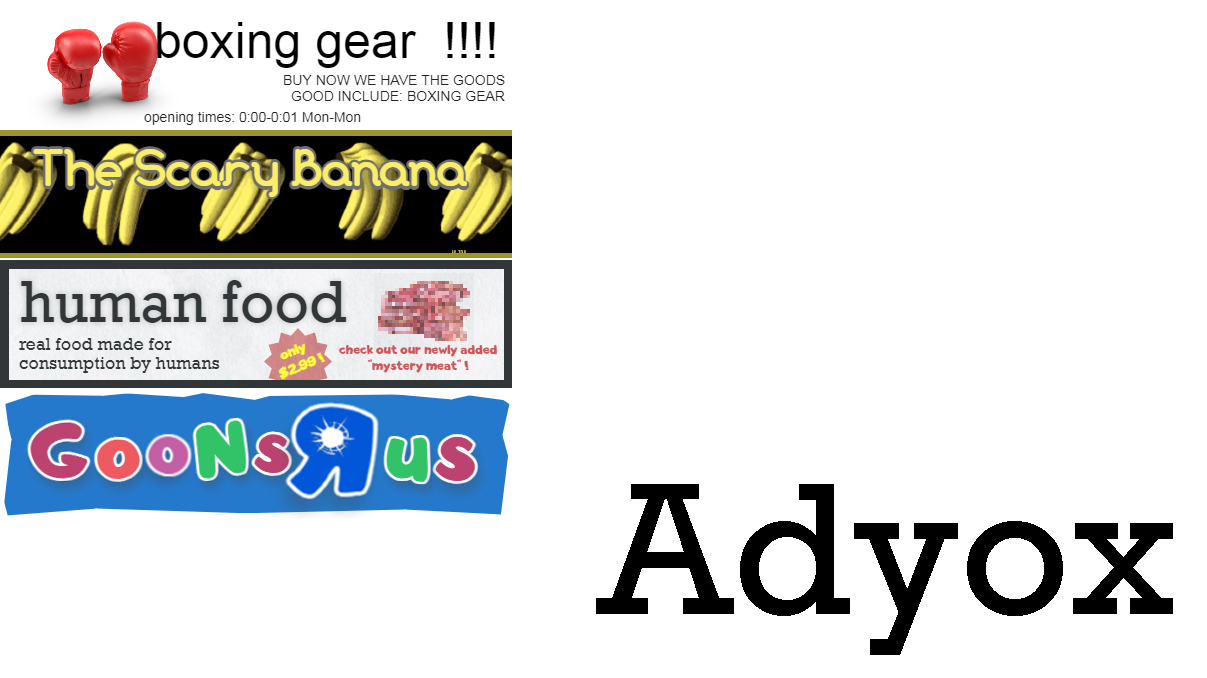 boxing gear !!!!
BUY NOW WE HAVE THE GOODS
GOOD INCLUDE: BOXING GEAR
opening times: 0:00-0:01 Mon-Mon
The Scary Banana
human food
real food made for
consumption by humans
only
$2.99 !
check out our newly added
"mystery meat" !
GooNs R us
Adyox